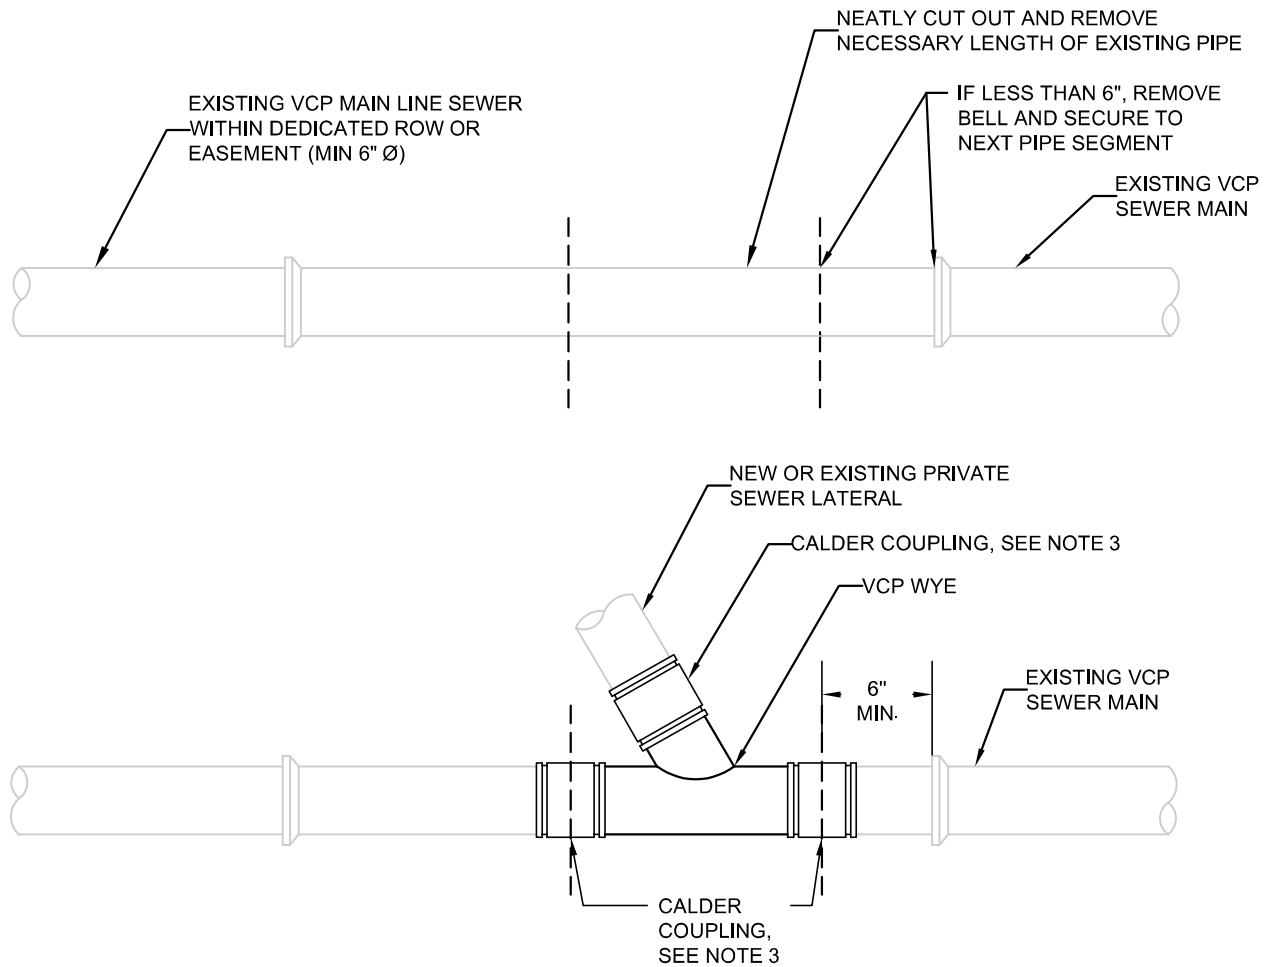 NEATLY CUT OUT AND REMOVE
NECESSARY LENGTH OF EXISTING PIPE
EXISTING VCP MAIN LINE SEWER
WITHIN DEDICATED ROW OR
EASEMENT (MIN 6" Ø)
IF LESS THAN 6", REMOVE
BELL AND SECURE TO
NEXT PIPE SEGMENT
EXISTING VCP
SEWER MAIN
NEW OR EXISTING PRIVATE
SEWER LATERAL
CALDER COUPLING, SEE NOTE 3
VCP WYE
6"
MIN.
EXISTING VCP
SEWER MAIN
CALDER
COUPLING,
SEE NOTE 3